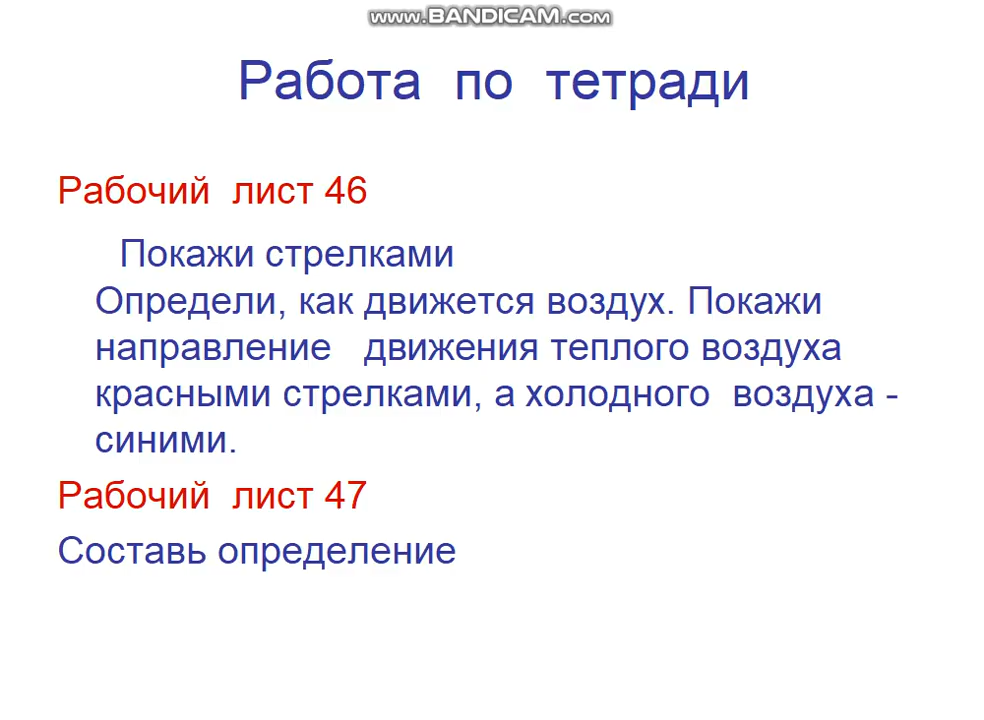 www.BANDICAM.com
Работа по тетради
Рабочий лист 46
Покажи стрелками
Определи, как движется воздух. Покажи
направление движения теплого воздуха
красными стрелками, а холодного воздуха -
синими.
Рабочий лист 47
Составь определение